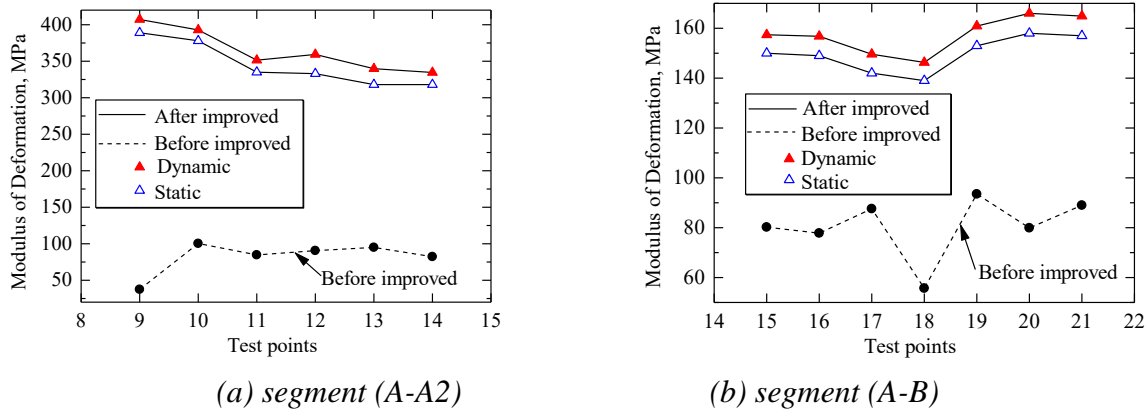 Modulus of Deformation, MPa
400
350
300
250
200
150
100
50
After improved
Before improved
Dynamic
Static
Before improved
8 9 10 11 12 13 14 15
Test points
(a) segment (A-A2)
Modulus of Deformation, MPa
160
140
120
100
80
60
After improved
Before improved
Dynamic
Static
Before improved
14 15 16 17 18 19 20 21 22
Test points
(b) segment (A-B)